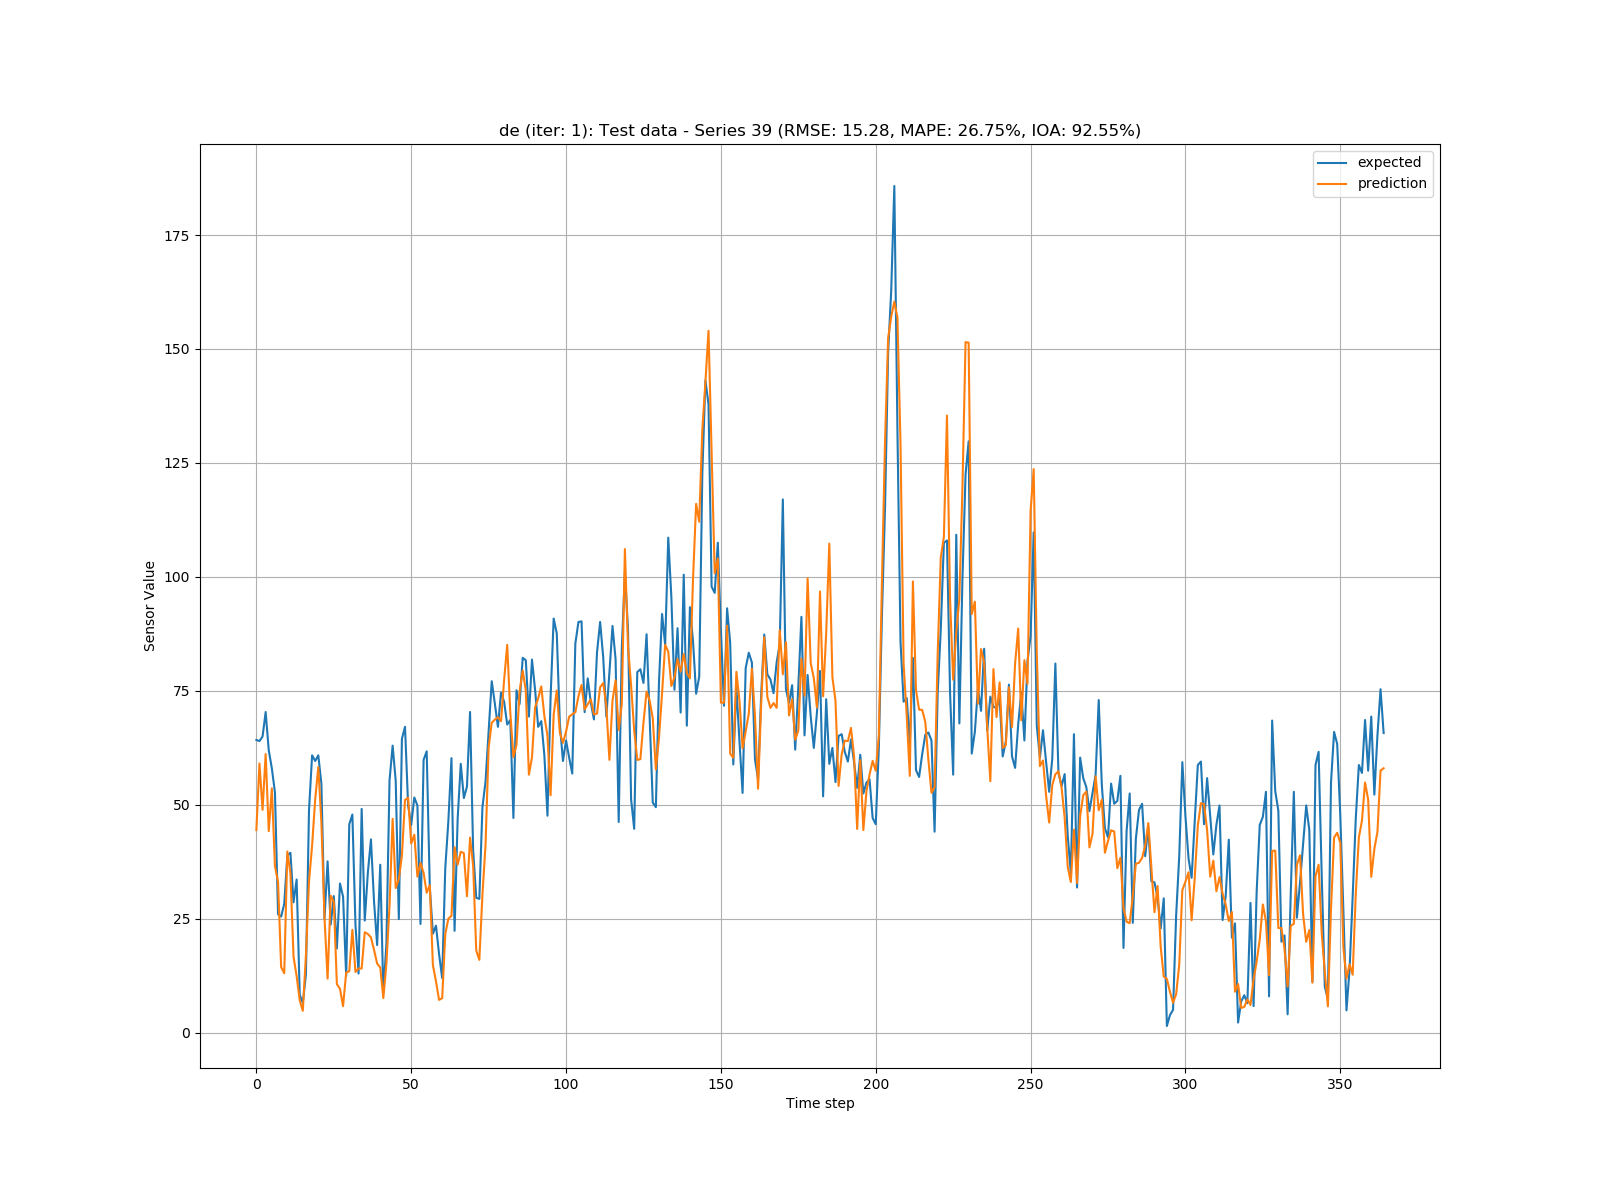 de (iter: 1): Test data - Series 39 (RMSE: 15.28, MAPE: 26.75%, IOA: 92.55%)
expected
prediction
175
150
125
100
75
50
25
0
Sensor Value
0 50 100 150 200 250 300 350
Time step